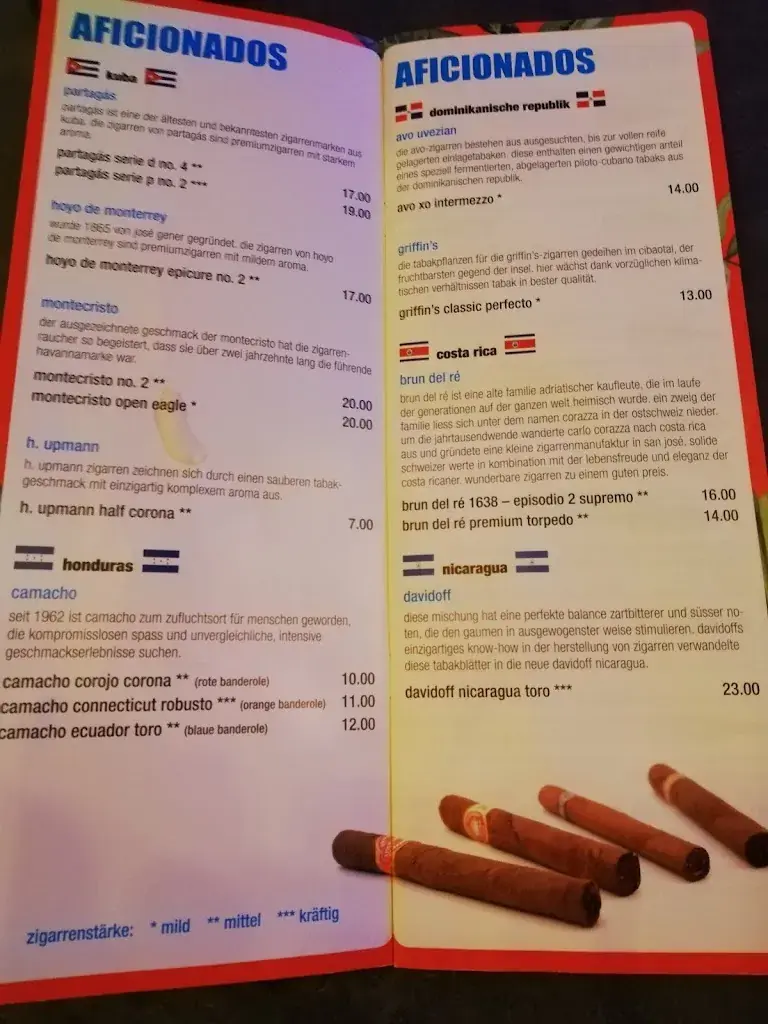 AFICIONADOS
kuba
partagás
partagás ist eine der ältesten und bekanntesten zigarrenmarken aus
kuba. die zigarren von partagás sind premiumzigarren mit starkem
aroma.
partagás serie d no. 4 ** 17.00
partagás serie p no. 2 *** 19.00
hoyo de monterrey
wurde 1865 von josé gener gegründet. die zigarren von hoyo
de monterrey sind premiumzigarren mit mildem aroma.
hoyo de monterrey epicure no. 2 ** 17.00
montecristo
der ausgezeichnete geschmack der montecristo hat die zigarren-
raucher so begeistert, dass sie über zwei jahrzehnte lang die führende
havannamarke war.
montecristo no. 2 ** 20.00
montecristo open eagle * 20.00
h. upmann
h. upmann zigarren zeichnen sich durch einen sauberen tabak-
geschmack mit einzigartig komplexem aroma aus.
h. upmann half corona ** 7.00
honduras
camacho
seit 1962 ist camacho zum zufluchtsort für menschen geworden,
die kompromisslosen spass und unvergleichliche, intensive
geschmackserlebnisse suchen.
camacho corojo corona ** (rote banderole) 10.00
camacho connecticut robusto *** (orange banderole) 11.00
camacho ecuador toro ** (blaue banderole) 12.00
zigarrenstärke: * mild ** mittel *** kräftig
AFICIONADOS
dominikanische republik
avo uvezian
die avo-zigarren bestehen aus ausgesuchten, bis zur vollen reife
gelagerten einlagetabaken. diese enthalten einen gewichtigen anteil
eines speziell fermentierten, abgelagerten piloto-cubano tabaks aus
der dominikanischen republik.
avo xo intermezzo * 14.00
griffin's
die tabakpflanzen für die griffin's-zigarren gedeihen im cibaotal, der
fruchtbarsten gegend der insel. hier wächst dank vorzüglichen klima-
tischen verhältnissen tabak in bester qualität.
griffin's classic perfecto * 13.00
costa rica
brun del ré
brun del ré ist eine alte familie adriatischer kaufleute, die im laufe
der generationen auf der ganzen welt heimisch wurde. ein zweig der
familie liess sich unter dem namen corazza in der ostschweiz nieder.
um die jahrtausendwende wanderte carlo corazza nach costa rica
aus und gründete eine kleine zigarrenmanufaktur in san josé. solide
schweizer werte in kombination mit der lebensfreude und eleganz der
costa ricaner. wunderbare zigarren zu einem guten preis.
brun del ré 1638 – episodio 2 supremo ** 16.00
brun del ré premium torpedo ** 14.00
nicaragua
davidoff
diese mischung hat eine perfekte balance zartbitterer und süsser no-
ten, die den gaumen in ausgewogenster weise stimulieren. davidoffs
einzigartiges know-how in der herstellung von zigarren verwandelte
diese tabakblätter in die neue davidoff nicaragua.
davidoff nicaragua toro *** 23.00